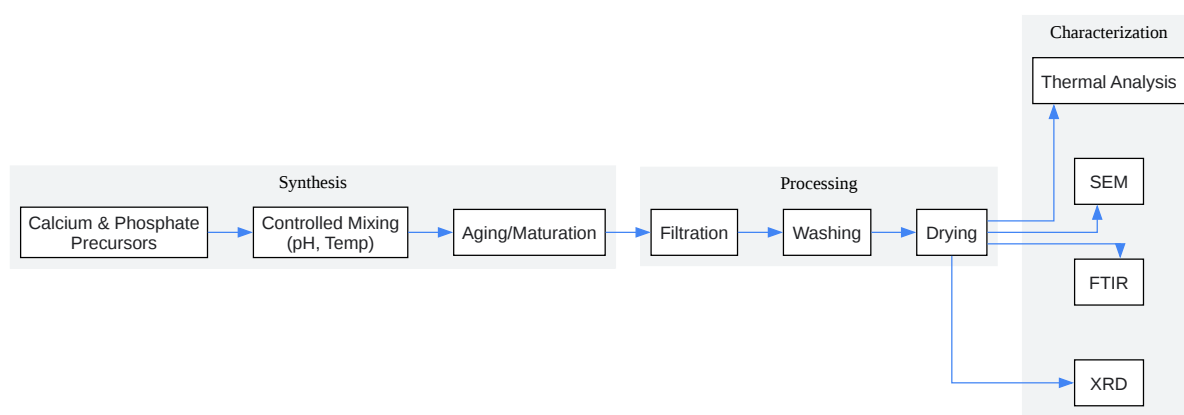 Characterization
Thermal Analysis
Synthesis
Processing
SEM
Calcium & Phosphate
Precursors
Controlled Mixing
(pH, Temp)
Aging/Maturation
Filtration
Washing
Drying
FTIR
XRD